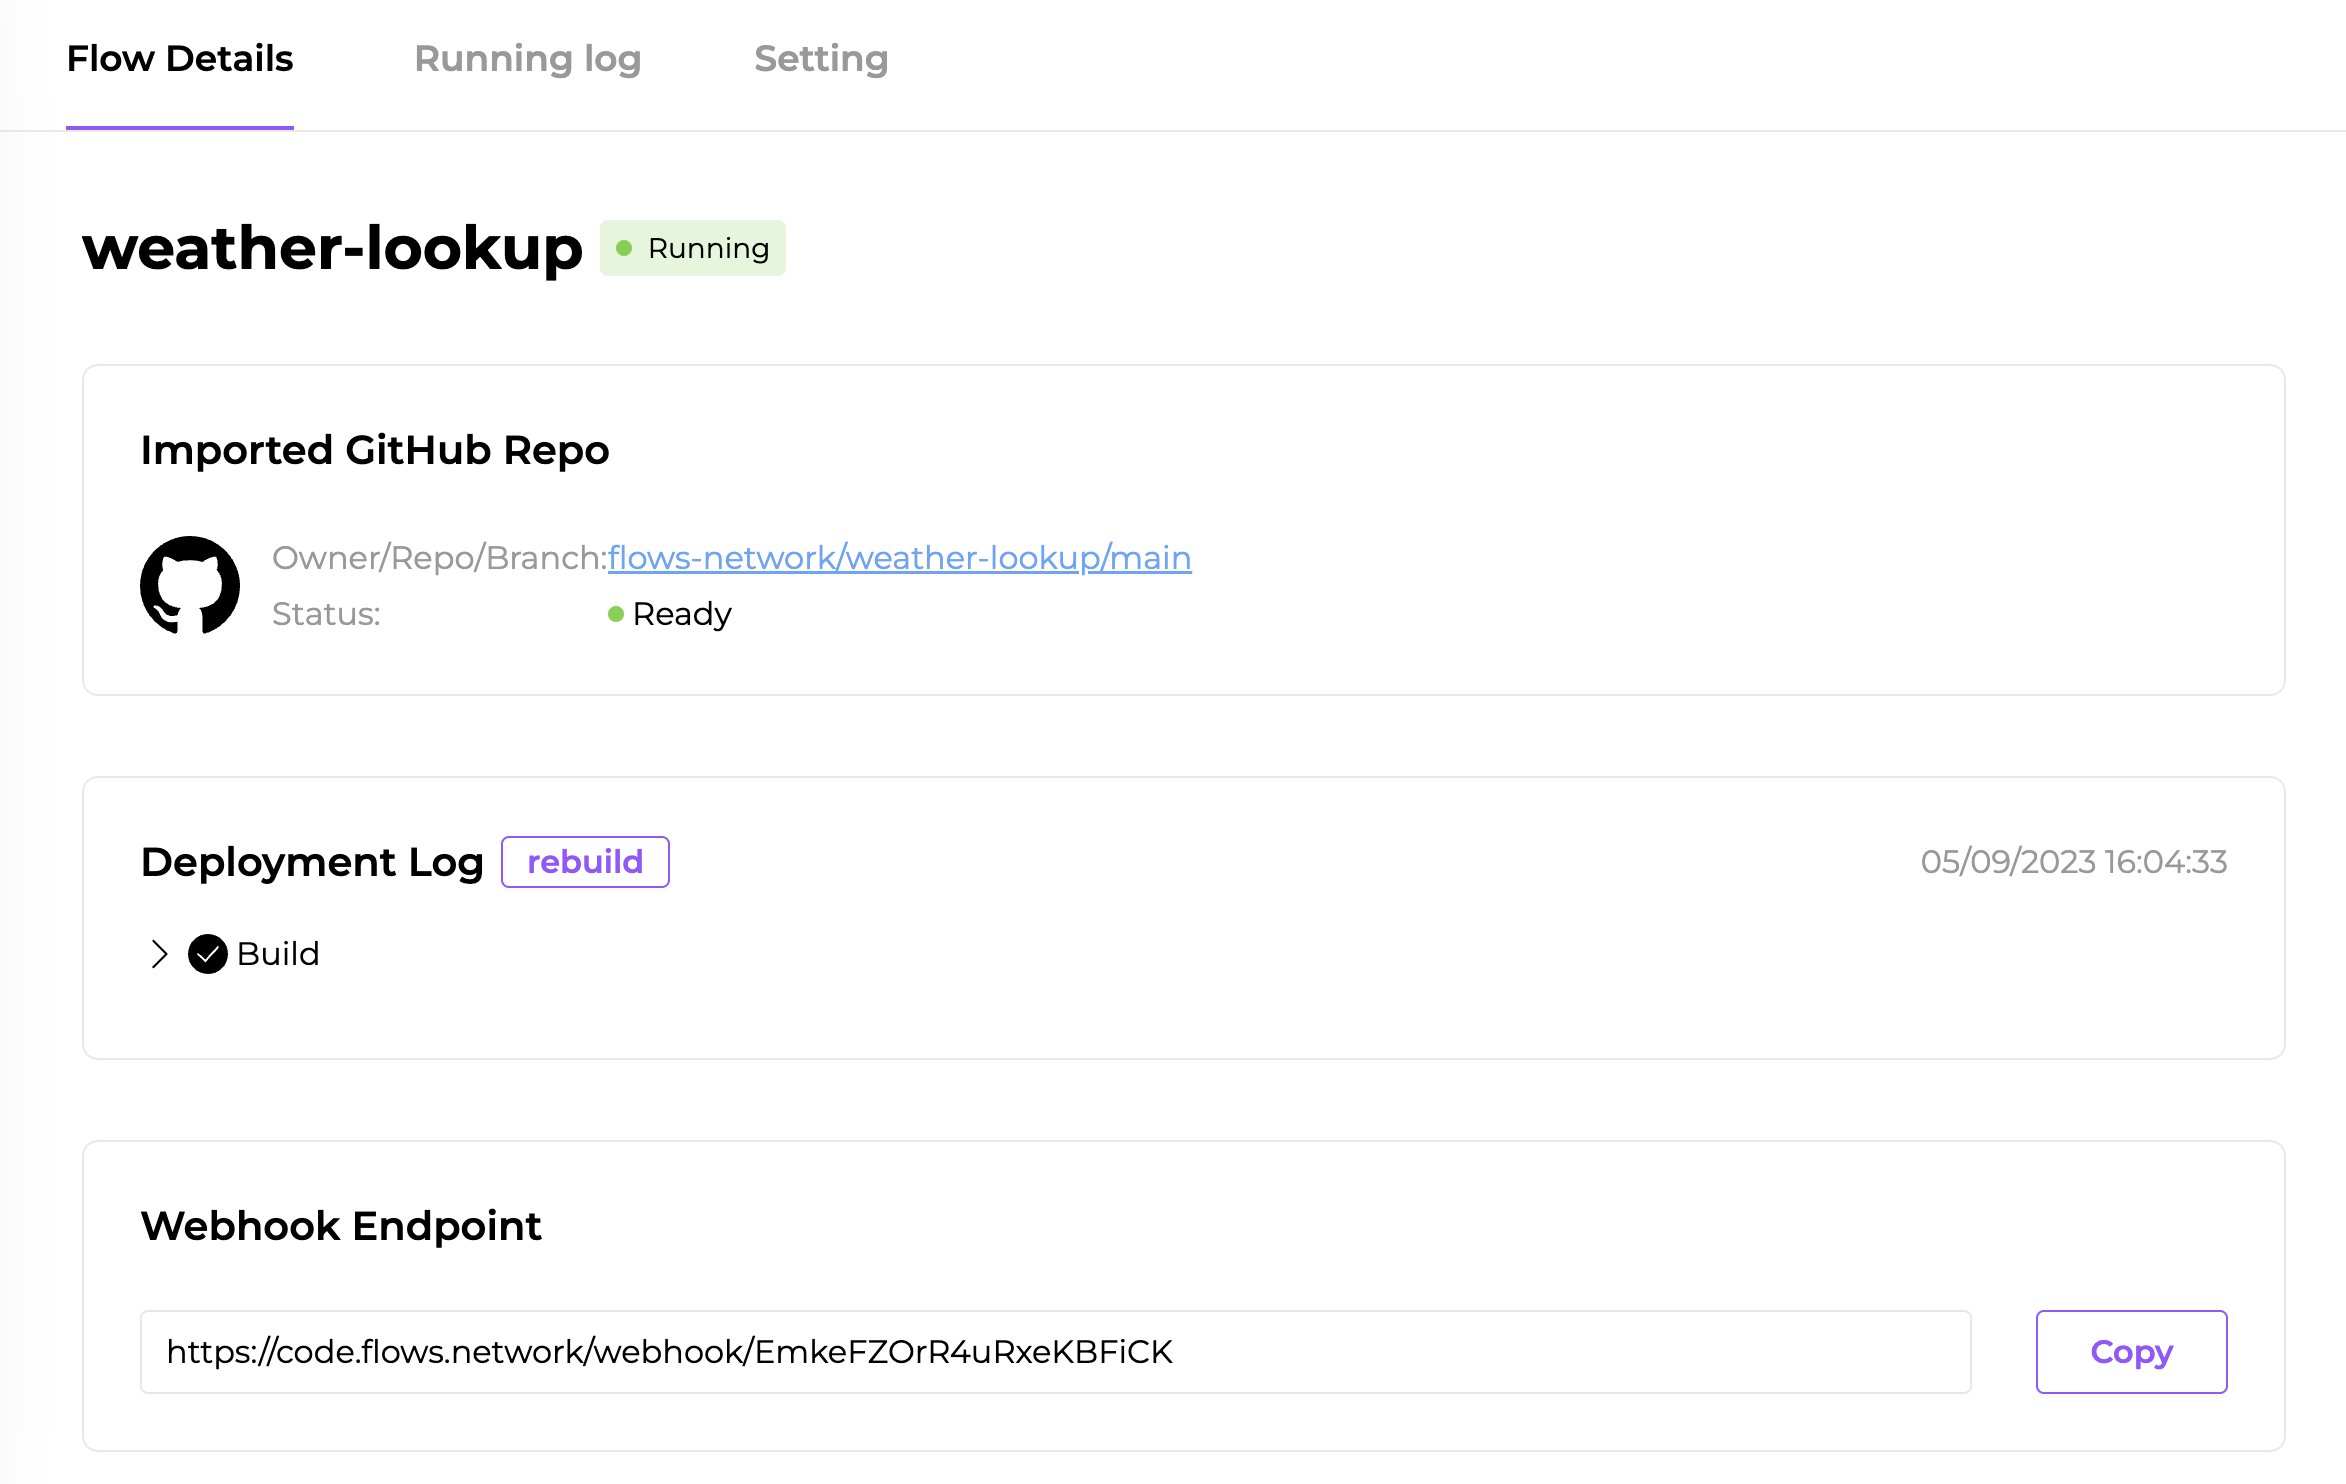 Flow Details Running log Setting
weather-lookup Running
Imported GitHub Repo
Owner/Repo/Branch:flows-network/weather-lookup/main
Status: Ready
Deployment Log rebuild 05/09/2023 16:04:33
Build
Webhook Endpoint
https://code.flows.network/webhook/EmkeFZOrR4uRxeKBFiCK Copy